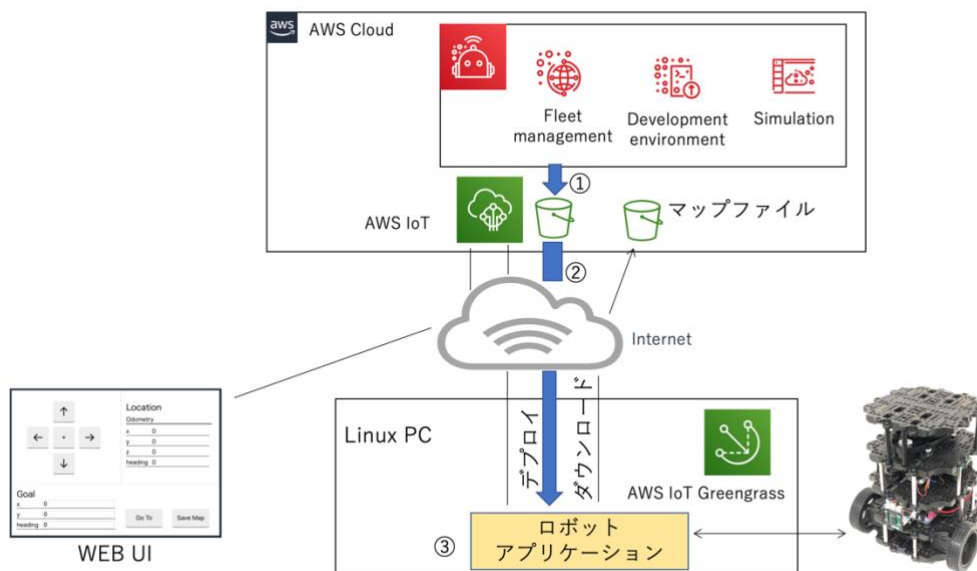 aws
AWS Cloud
Fleet
management
Development
environment
Simulation
①
AWS IoT
マップファイル
②
Internet
デプロイ
ダウンロード
Linux PC
AWS IoT Greengrass
③
ロボット
アプリケーション
Location
Odometry
x 0
y 0
z 0
heading 0
Goal
x 0
y 0
heading 0
Go To
Save Map
WEB UI